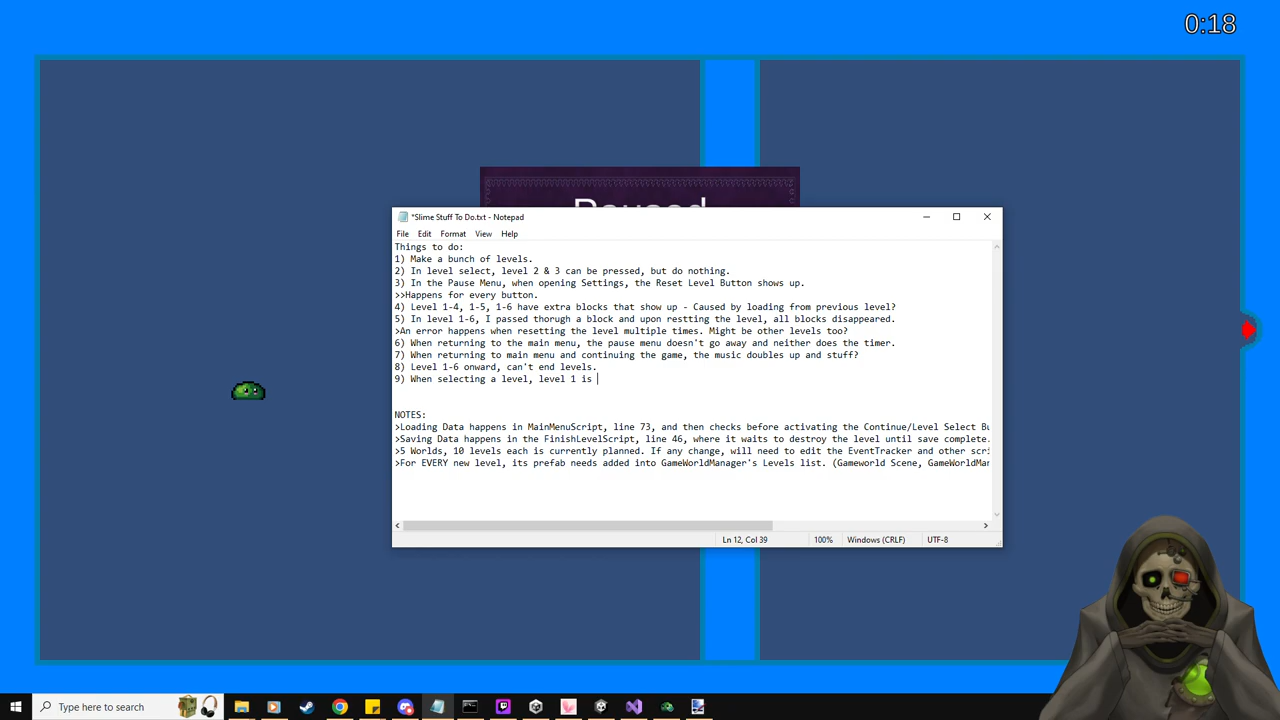 0:18
Paused
*Slime Stuff To Do.txt - Notepad
File Edit Format View Help
Things to do:
1) Make a bunch of levels.
2) In level select, level 2 & 3 can be pressed, but do nothing.
3) In the Pause Menu, when opening Settings, the Reset Level Button shows up.
>>Happens for every button.
4) Level 1-4, 1-5, 1-6 have extra blocks that show up - Caused by loading from previous level?
5) In level 1-6, I passed thorugh a block and upon restting the level, all blocks disappeared.
>An error happens when resetting the level multiple times. Might be other levels too?
6) When returning to the main menu, the pause menu doesn't go away and neither does the timer.
7) When returning to main menu and continuing the game, the music doubles up and stuff?
8) Level 1-6 onward, can't end levels.
9) When selecting a level, level 1 is
NOTES:
>Loading Data happens in MainMenuScript, line 73, and then checks before activating the Continue/Level Select Bu
>Saving Data happens in the FinishLevelScript, line 46, where it waits to destroy the level until save complete.
>5 Worlds, 10 levels each is currently planned. If any change, will need to edit the EventTracker and other scri
>For EVERY new level, its prefab needs added into GameWorldManager's Levels list. (Gameworld Scene, GameWorldMan
Ln 12, Col 39 100% Windows (CRLF) UTF-8
Type here to search